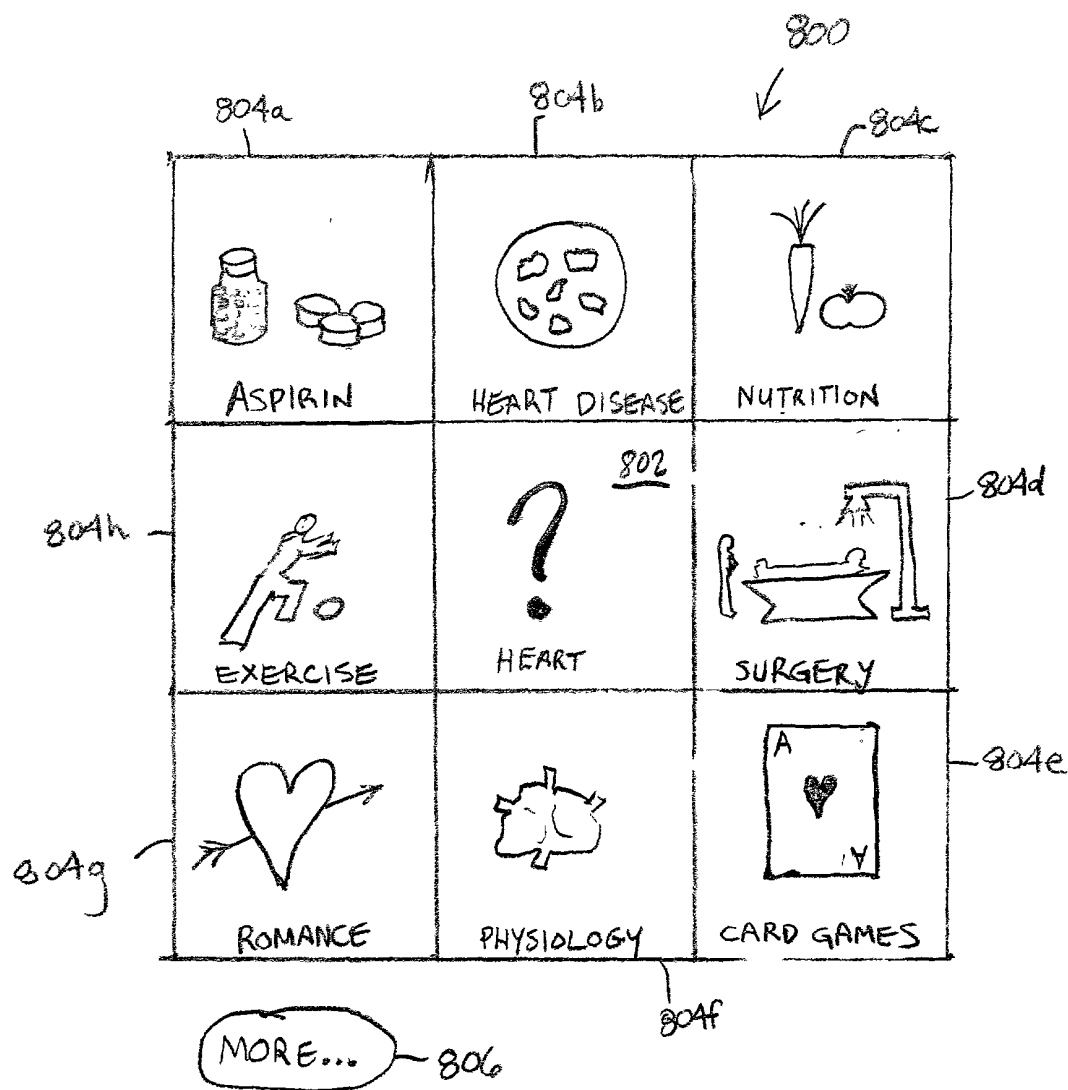 800
804a
804b
804c
ASPIRIN
HEART DISEASE
NUTRITION
802
804h
804d
HEART
EXERCISE
SURGERY
A
804e
A
804g
ROMANCE
PHYSIOLOGY
CARD GAMES
804f
MORE...
806